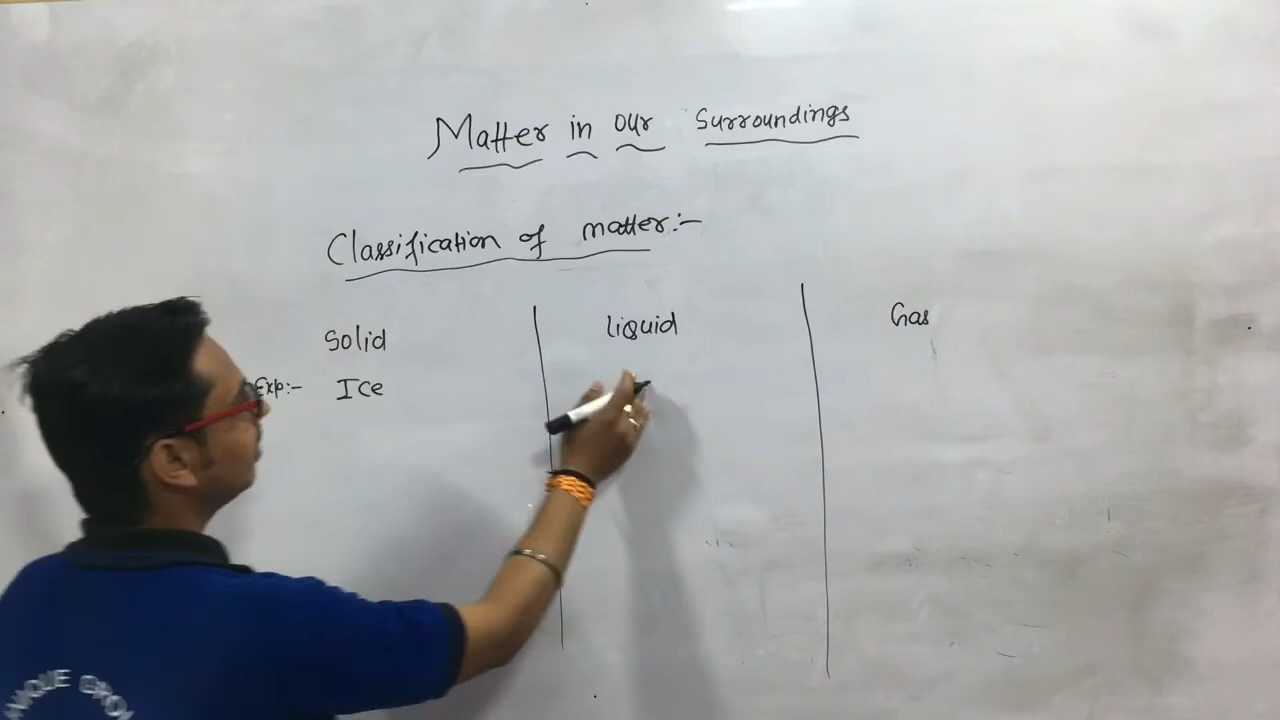 Matter in our Surroundings
Classification of matter:-
Solid liquid Gas
Exp:- Ice